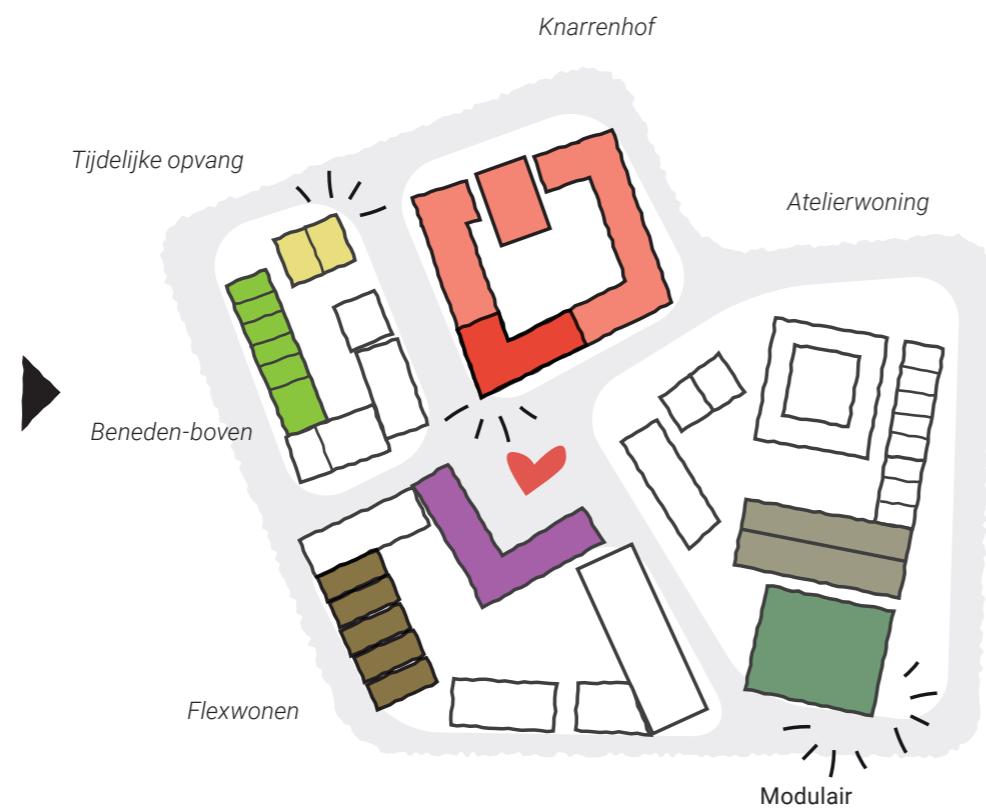 Knarrenhof
Tijdelijke opvang
Atelierwoning
Beneden-boven
Flexwonen
Modulair